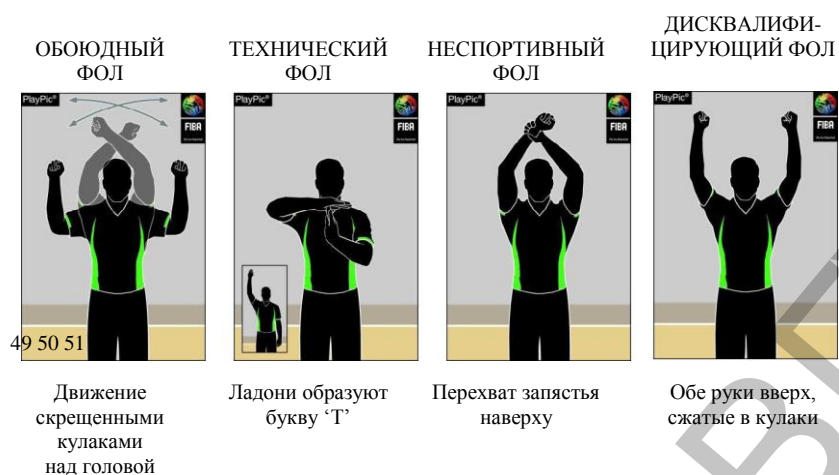 ОБОЮДНЫЙ
ФОЛ
ТЕХНИЧЕСКИЙ
ФОЛ
НЕСПОРТИВНЫЙ
ФОЛ
ДИСКВАЛИФИ-
ЦИРУЮЩИЙ ФОЛ
PlayPic®
FIBA
PlayPic®
FIBA
PlayPic®
FIBA
PlayPic®
FIBA
49 50 51
Движение
скрещенными
кулаками
над головой
Ладони образуют
букву ‘Т’
Перехват запястья
наверху
Обе руки вверх,
сжатые в кулаки